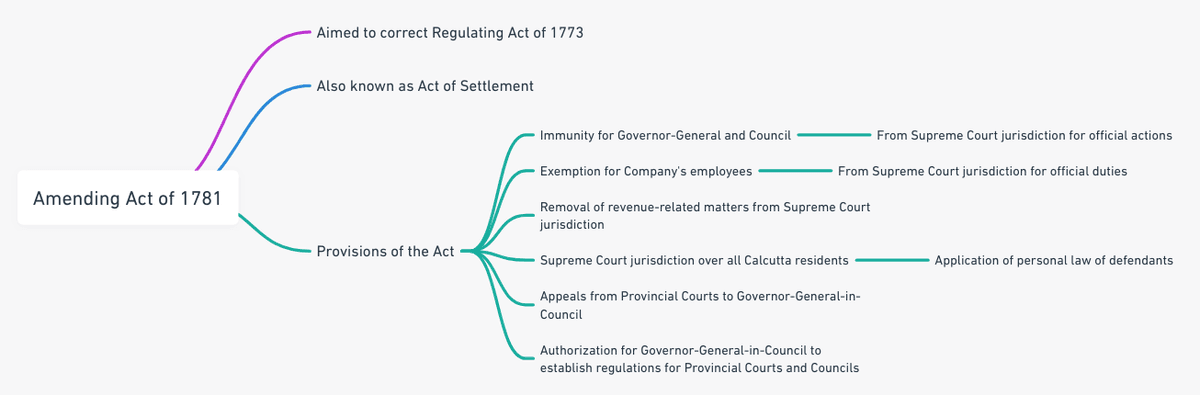 Aimed to correct Regulating Act of 1773
Also known as Act of Settlement
Amending Act of 1781
Provisions of the Act
Immunity for Governor-General and Council
From Supreme Court jurisdiction for official actions
Exemption for Company's employees
From Supreme Court jurisdiction for official duties
Removal of revenue-related matters from Supreme Court
jurisdiction
Supreme Court jurisdiction over all Calcutta residents
Application of personal law of defendants
Appeals from Provincial Courts to Governor-General-in-
Council
Authorization for Governor-General-in-Council to
establish regulations for Provincial Courts and Councils